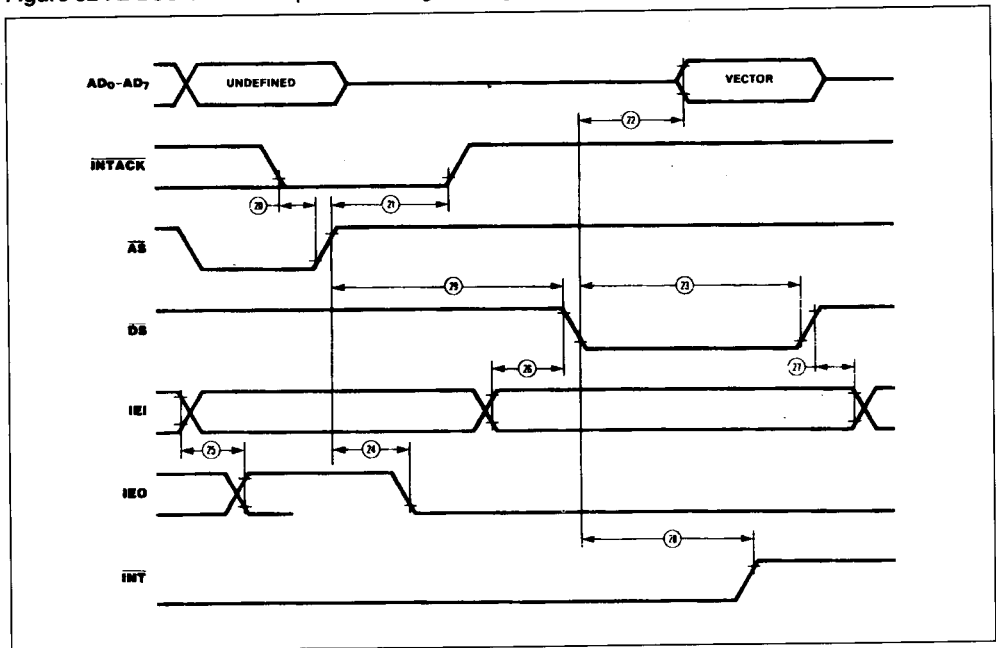 AD₀-AD₇
UNDEFINED
VECTOR
22
INTACK
20
21
AS
29
23
DS
26
27
IEI
25
24
IEO
28
INT